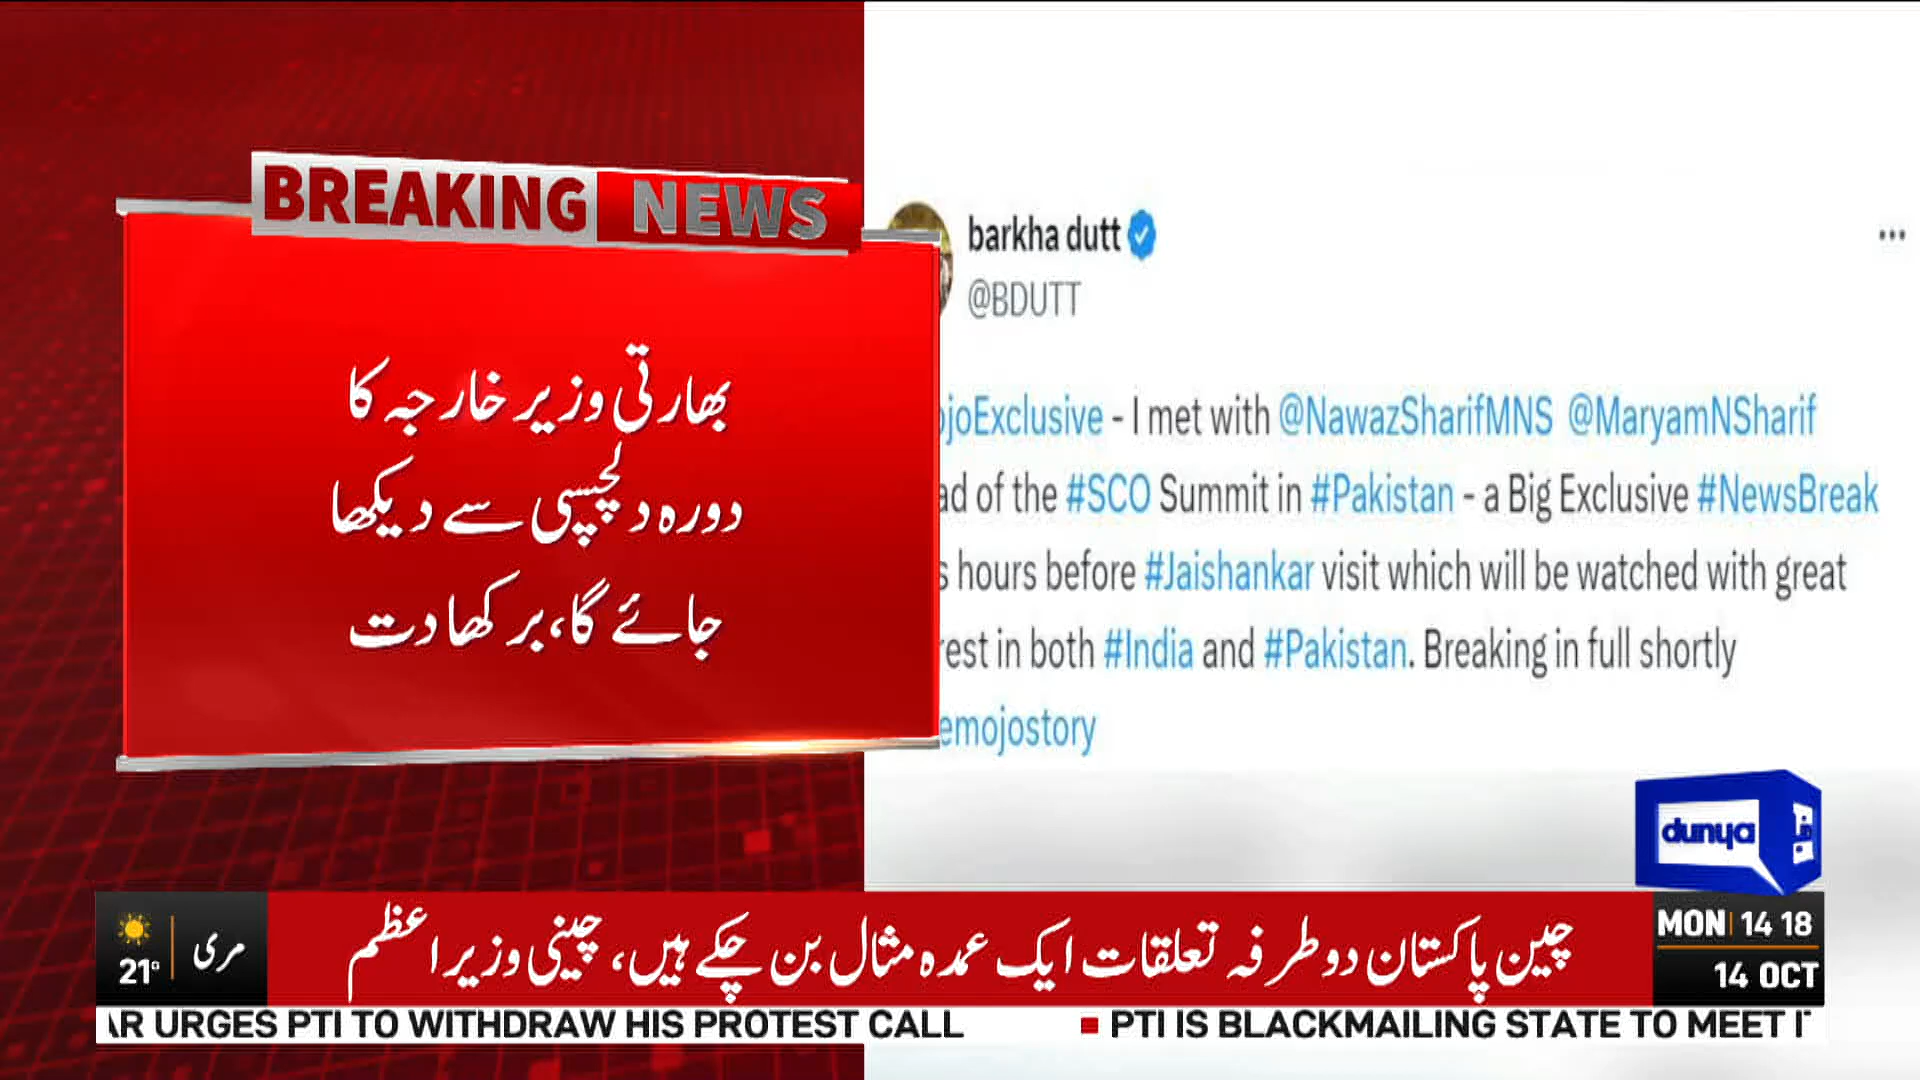 BREAKING NEWS
بھارتی وزیر خارجہ کا
دورہ دلچسپی سے دیکھا
جائے گا، برکھا دت
barkha dutt
@BDUTT
ojoExclusive - I met with @NawazSharifMNS @MaryamNSharif
ad of the #SCO Summit in #Pakistan - a Big Exclusive #NewsBreak
s hours before #Jaishankar visit which will be watched with great
rest in both #India and #Pakistan. Breaking in full shortly
emojostory
dunya
مری
21°
چین پاکستان دو طرفہ تعلقات ایک عمدہ مثال بن چکے ہیں، چینی وزیراعظم
MON 14 18
14 OCT
AR URGES PTI TO WITHDRAW HIS PROTEST CALL
PTI IS BLACKMAILING STATE TO MEET